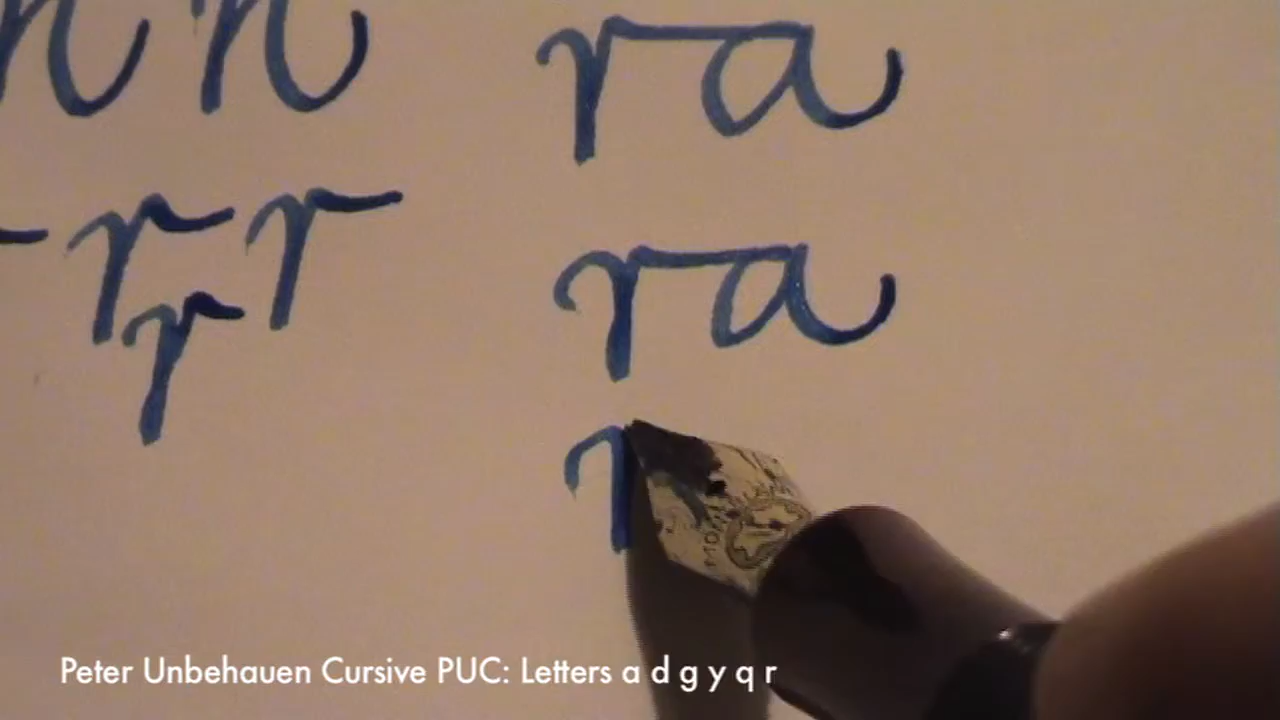 n n ra
r r
r ra
r
Peter Unbehauen Cursive PUC: Letters a d g y q r